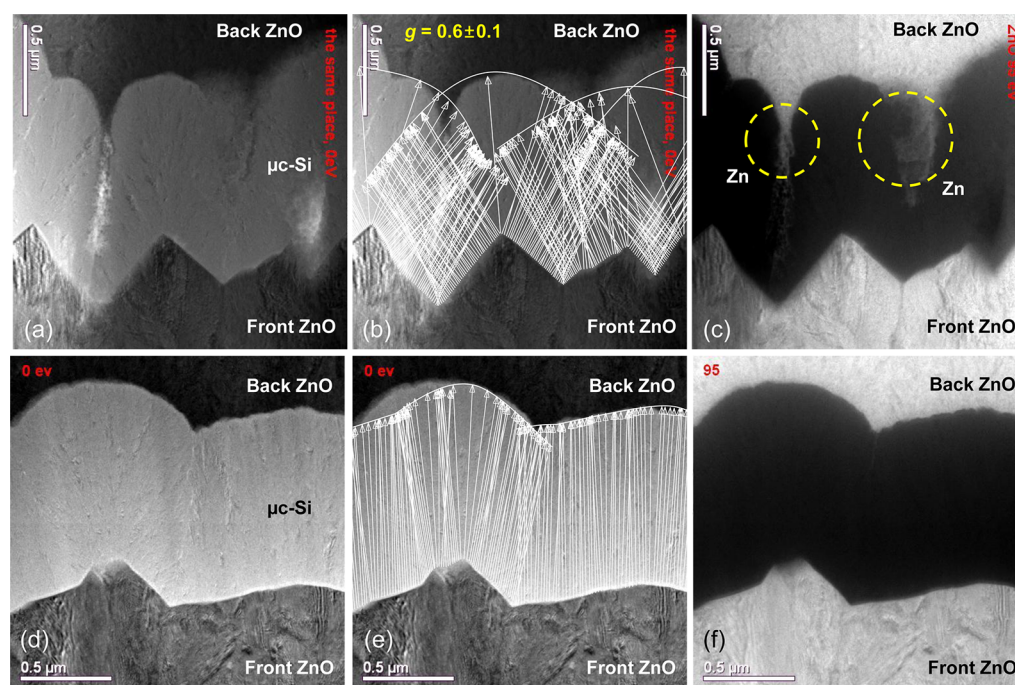 0.5 µm
Back ZnO
the same place, 0eV
µc-Si
(a)
Front ZnO
0.5 µm
g = 0.6±0.1
Back ZnO
the same place, 0eV
(b)
Front ZnO
0.5 µm
Back ZnO
Zn
Zn
(c)
Front ZnO
0 ev
Back ZnO
µc-Si
(d)
0.5 µm
Front ZnO
0 ev
Back ZnO
(e)
0.5 µm
Front ZnO
95
Back ZnO
(f)
0.5 µm
Front ZnO